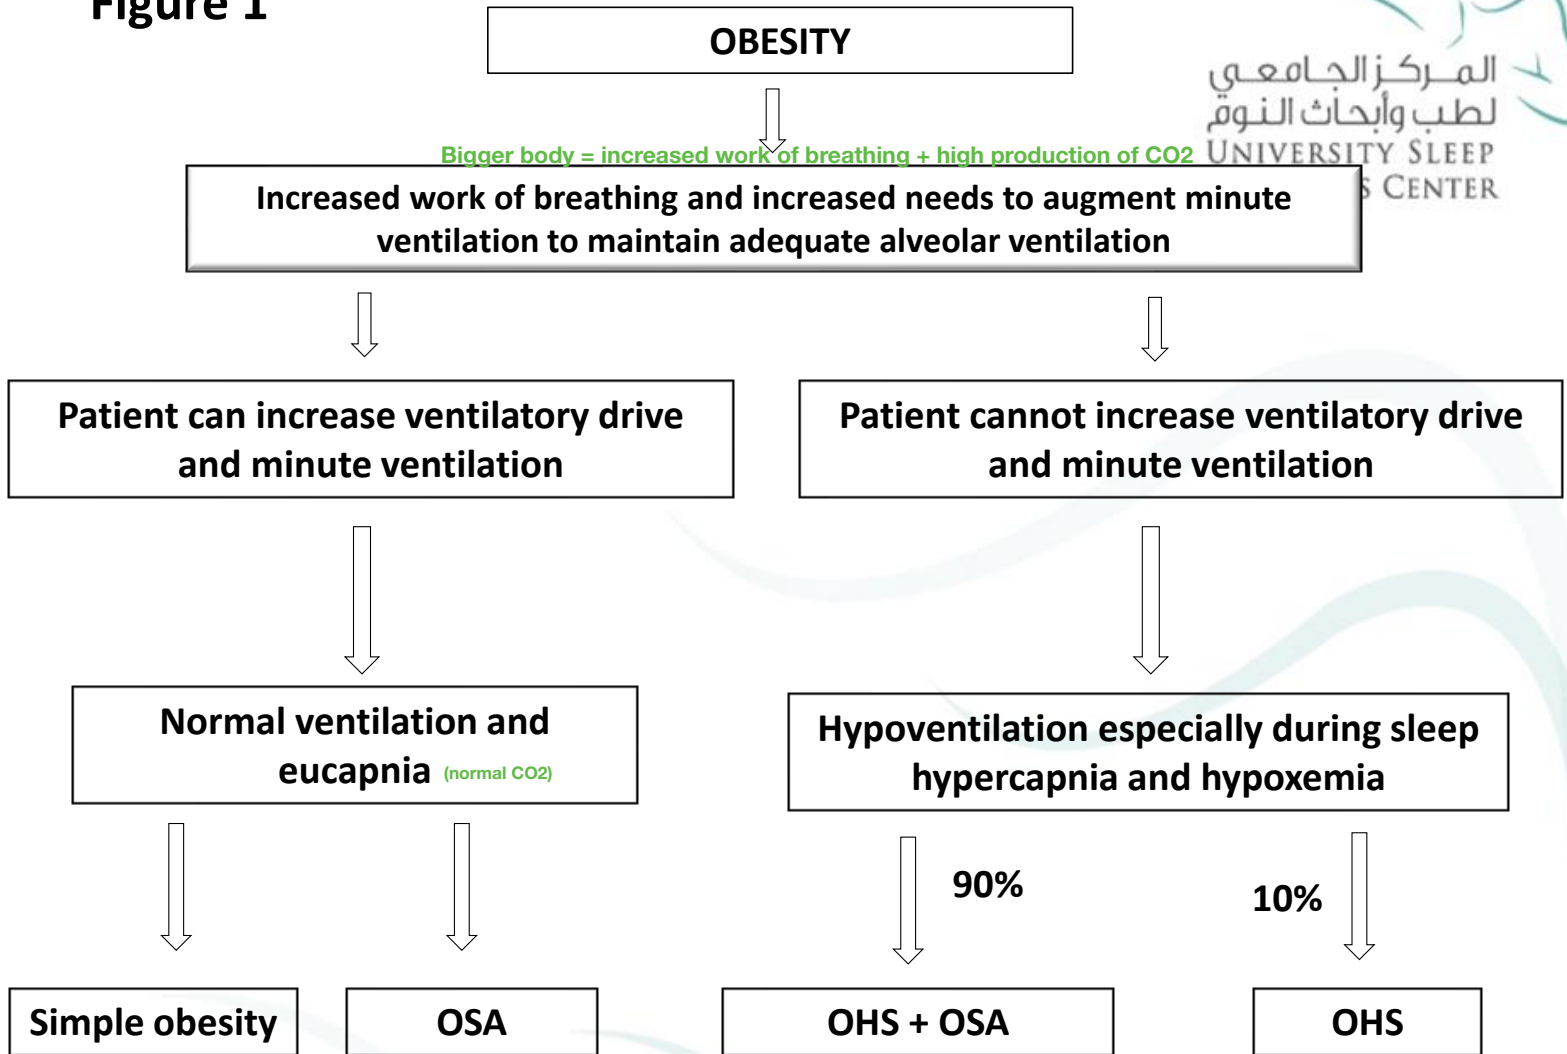 Figure 1
OBESITY
المركز الجامعي
لطب وأبحاث النوم
UNIVERSITY SLEEP
S CENTER
Bigger body = increased work of breathing + high production of CO2
Increased work of breathing and increased needs to augment minute
ventilation to maintain adequate alveolar ventilation
Patient can increase ventilatory drive
and minute ventilation
Patient cannot increase ventilatory drive
and minute ventilation
Normal ventilation and
eucapnia (normal CO2)
Hypoventilation especially during sleep
hypercapnia and hypoxemia
90%
10%
Simple obesity
OSA
OHS + OSA
OHS